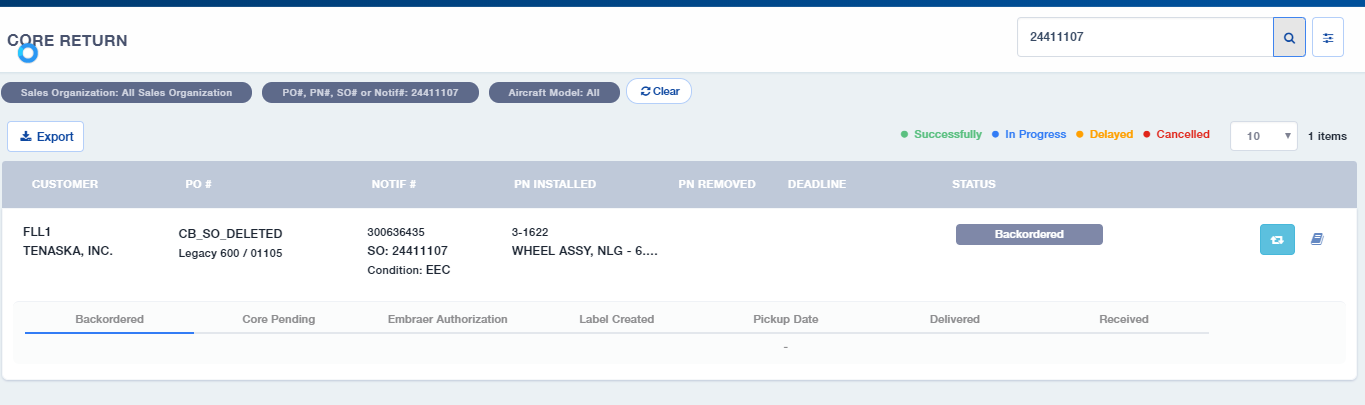 CORE RETURN
24411107
Sales Organization: All Sales Organization
PO#, PN#, SO# or Notif#: 24411107
Aircraft Model: All
Clear
Export
Successfully
In Progress
Delayed
Cancelled
10
1 items
CUSTOMER
PO #
NOTIF #
PN INSTALLED
PN REMOVED
DEADLINE
STATUS
FLL1
TENASKA, INC.
CB_SO_DELETED
Legacy 600 / 01105
300636435
SO: 24411107
Condition: EEC
3-1622
WHEEL ASSY, NLG - 6....
Backordered
Backordered
Core Pending
Embraer Authorization
Label Created
Pickup Date
Delivered
Received
-